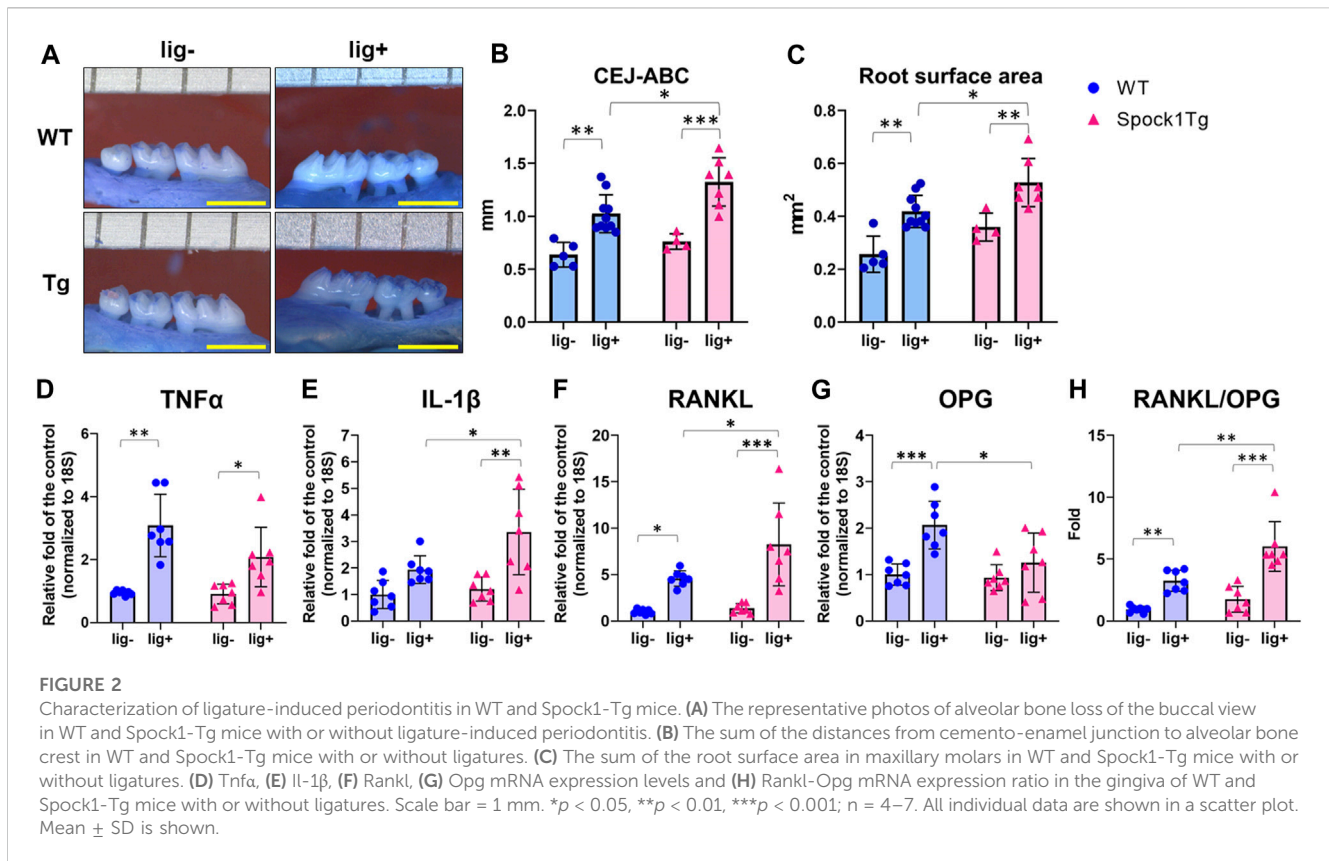 A
lig-
lig+
WT
Tg
B
CEJ-ABC
mm
2.0
1.5
1.0
0.5
0.0
**
*
***
lig-
lig+
lig-
lig+
C
Root surface area
mm²
0.8
0.6
0.4
0.2
0.0
**
*
**
lig-
lig+
lig-
lig+
WT
Spock1Tg
D
TNFα
Relative fold of the control
(normalized to 18S)
6
4
2
0
**
*
lig-
lig+
lig-
lig+
E
IL-1β
Relative fold of the control
(normalized to 18S)
7
6
5
4
3
2
1
0
*
**
lig-
lig+
lig-
lig+
F
RANKL
Relative fold of the control
(normalized to 18S)
20
15
10
5
0
*
*
***
lig-
lig+
lig-
lig+
G
OPG
Relative fold of the control
(normalized to 18S)
4
3
2
1
0
***
*
lig-
lig+
lig-
lig+
H
RANKL/OPG
Fold
15
10
5
0
**
**
***
lig-
lig+
lig-
lig+
FIGURE 2
Characterization of ligature-induced periodontitis in WT and Spock1-Tg mice. (A) The representative photos of alveolar bone loss of the buccal view
in WT and Spock1-Tg mice with or without ligature-induced periodontitis. (B) The sum of the distances from cemento-enamel junction to alveolar bone
crest in WT and Spock1-Tg mice with or without ligatures. (C) The sum of the root surface area in maxillary molars in WT and Spock1-Tg mice with or
without ligatures. (D) Tnfα, (E) Il-1β, (F) Rankl, (G) Opg mRNA expression levels and (H) Rankl-Opg mRNA expression ratio in the gingiva of WT and
Spock1-Tg mice with or without ligatures. Scale bar = 1 mm. *p < 0.05, **p < 0.01, ***p < 0.001; n = 4–7. All individual data are shown in a scatter plot.
Mean ± SD is shown.